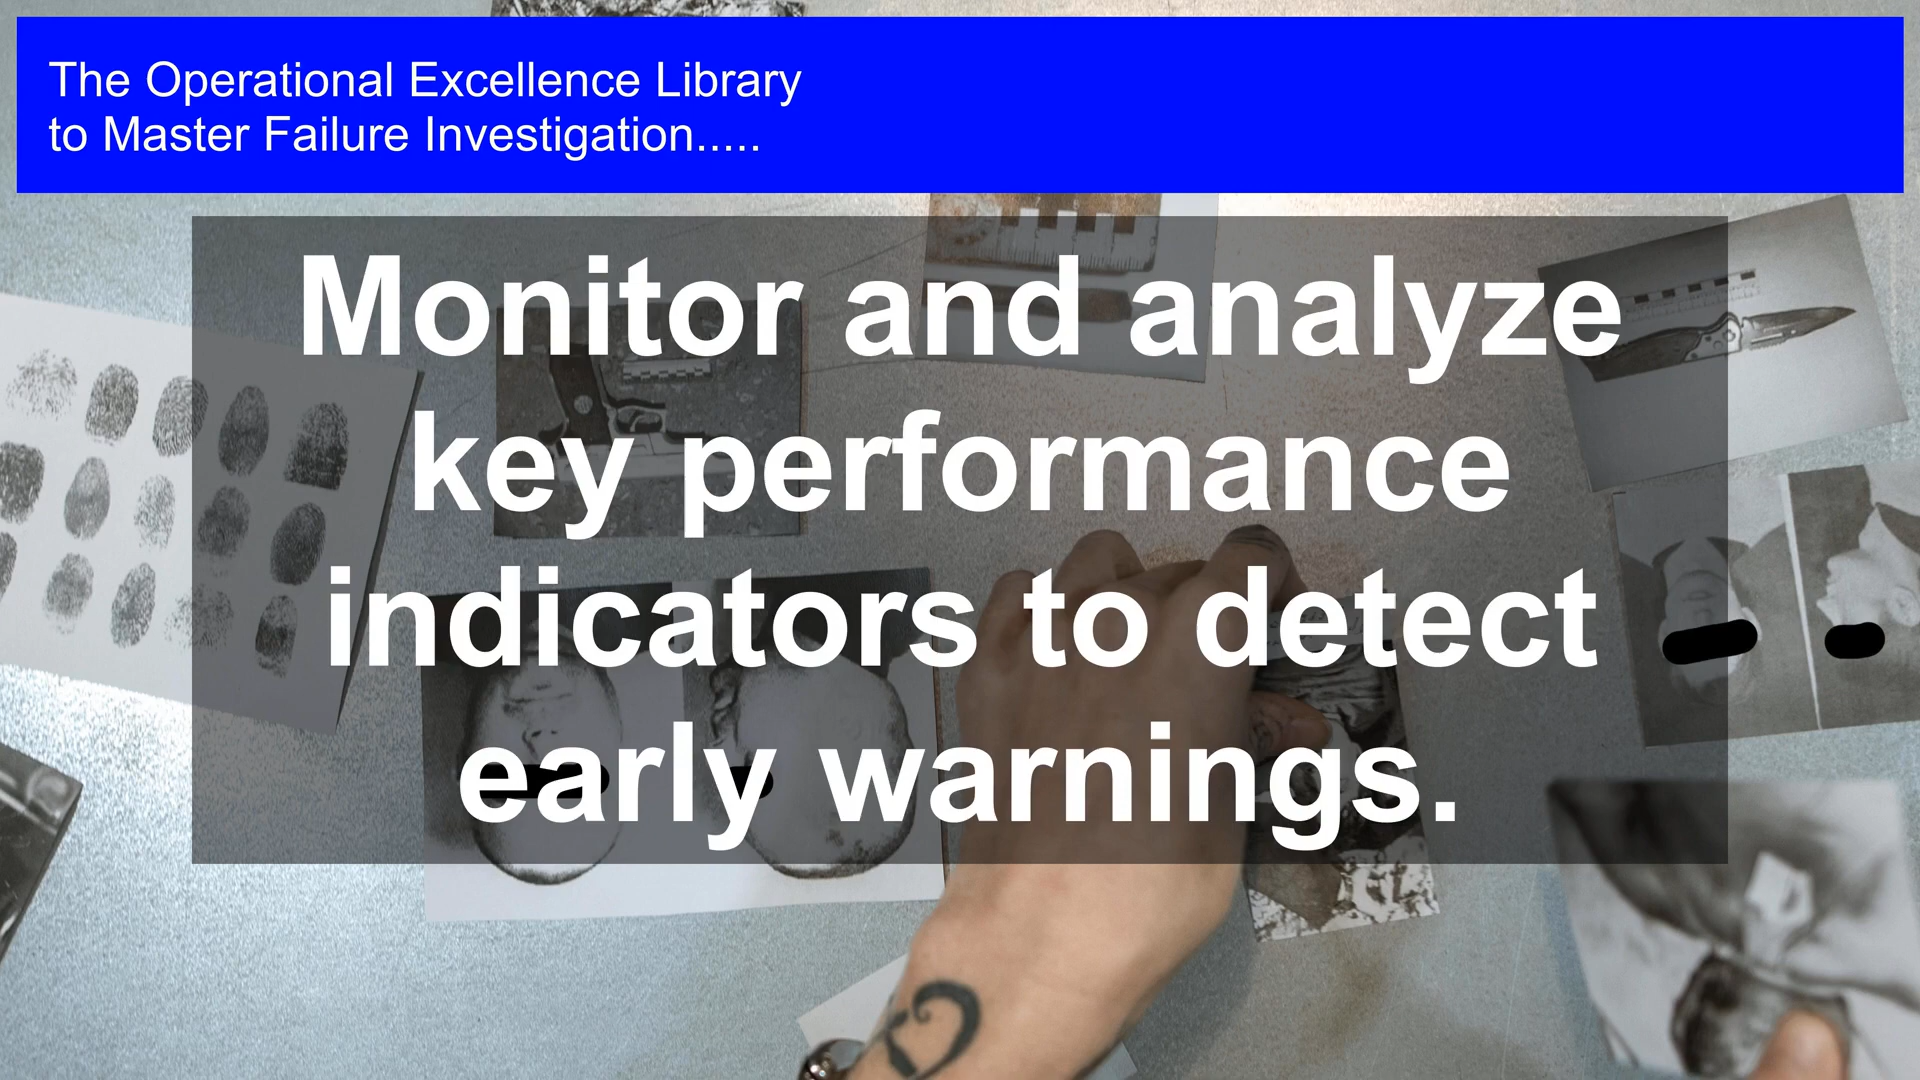 The Operational Excellence Library
to Master Failure Investigation.....
Monitor and analyze
key performance
indicators to detect
early warnings.